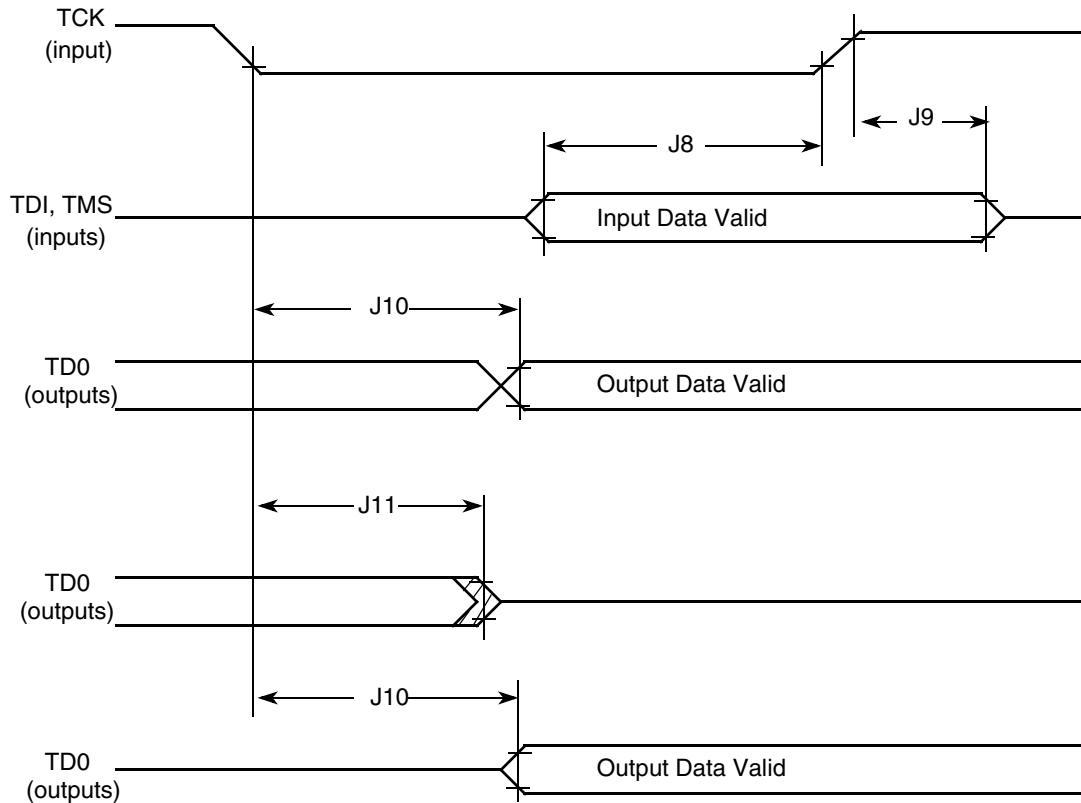 TCK
(input)
J9
J8
TDI, TMS
(inputs)
Input Data Valid
J10
TD0
(outputs)
Output Data Valid
J11
TD0
(outputs)
J10
TD0
(outputs)
Output Data Valid